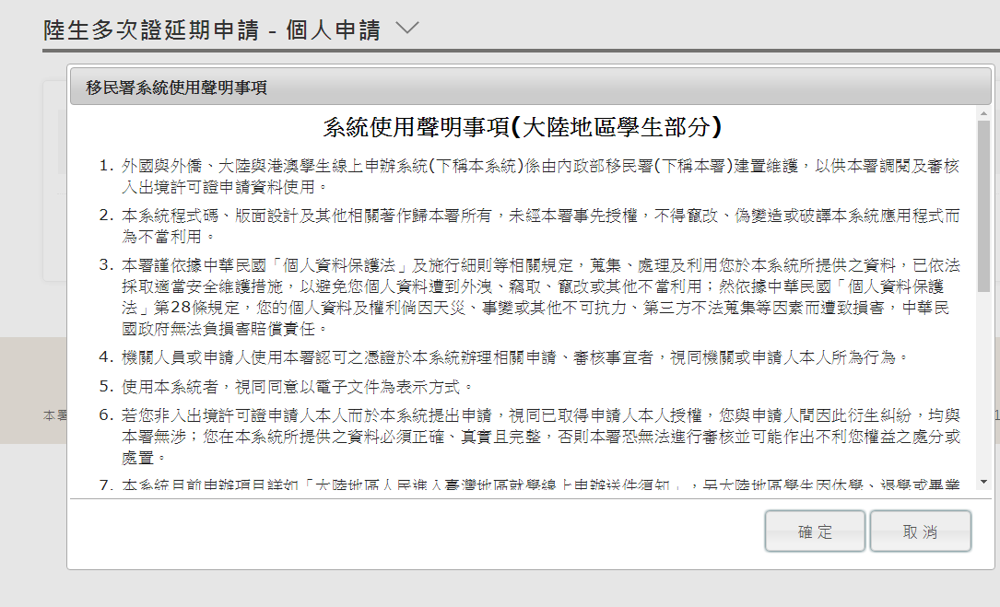 陸生多次證延期申請 - 個人申請
移民署系統使用聲明事項
系統使用聲明事項(大陸地區學生部分)
1. 外國與外僑、大陸與港澳學生線上申辦系統(下稱本系統)係由內政部移民署(下稱本署)建置維護，以供本署調閱及審核
入出境許可證申請資料使用。
2. 本系統程式碼、版面設計及其他相關著作歸本署所有，未經本署事先授權，不得竄改、偽變造或破譯本系統應用程式而
為不當利用。
3. 本署謹依據中華民國「個人資料保護法」及施行細則等相關規定，蒐集、處理及利用您於本系統所提供之資料，已依法
採取適當安全維護措施，以避免您個人資料遭到外洩、竊取、竄改或其他不當利用；然依據中華民國「個人資料保護
法」第28條規定，您的個人資料及權利倘因天災、事變或其他不可抗力、第三方不法蒐集等因素而遭致損害，中華民
國政府無法負損害賠償責任。
4. 機關人員或申請人使用本署認可之憑證於本系統辦理相關申請、審核事宜者，視同機關或申請人本人所為行為。
5. 使用本系統者，視同同意以電子文件為表示方式。
6. 若您非入出境許可證申請人本人而於本系統提出申請，視同已取得申請人本人授權，您與申請人間因此衍生糾紛，均與
本署無涉；您在本系統所提供之資料必須正確、真實且完整，否則本署恐無法進行審核並可能作出不利您權益之處分或
處置。
7. 本系統目前申辦項目詳如「大陸地區人民進入臺灣地區就學線上申辦送件須知」，另大陸地區學生因休學、退學或畢業
本署
確定
取消